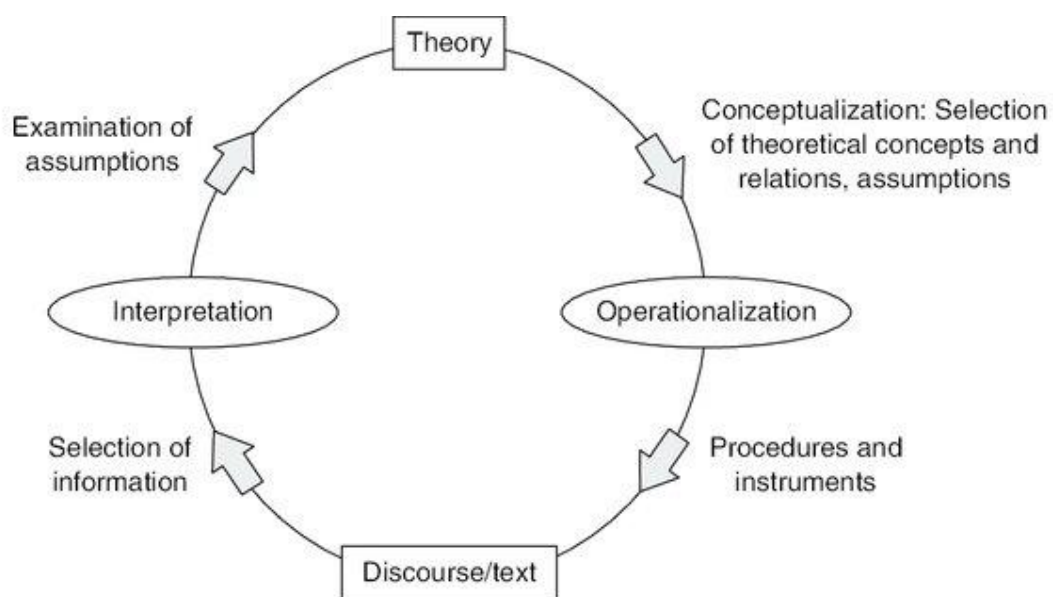 Theory
Examination of
assumptions
Conceptualization: Selection
of theoretical concepts and
relations, assumptions
Interpretation
Operationalization
Selection of
information
Procedures and
instruments
Discourse/text